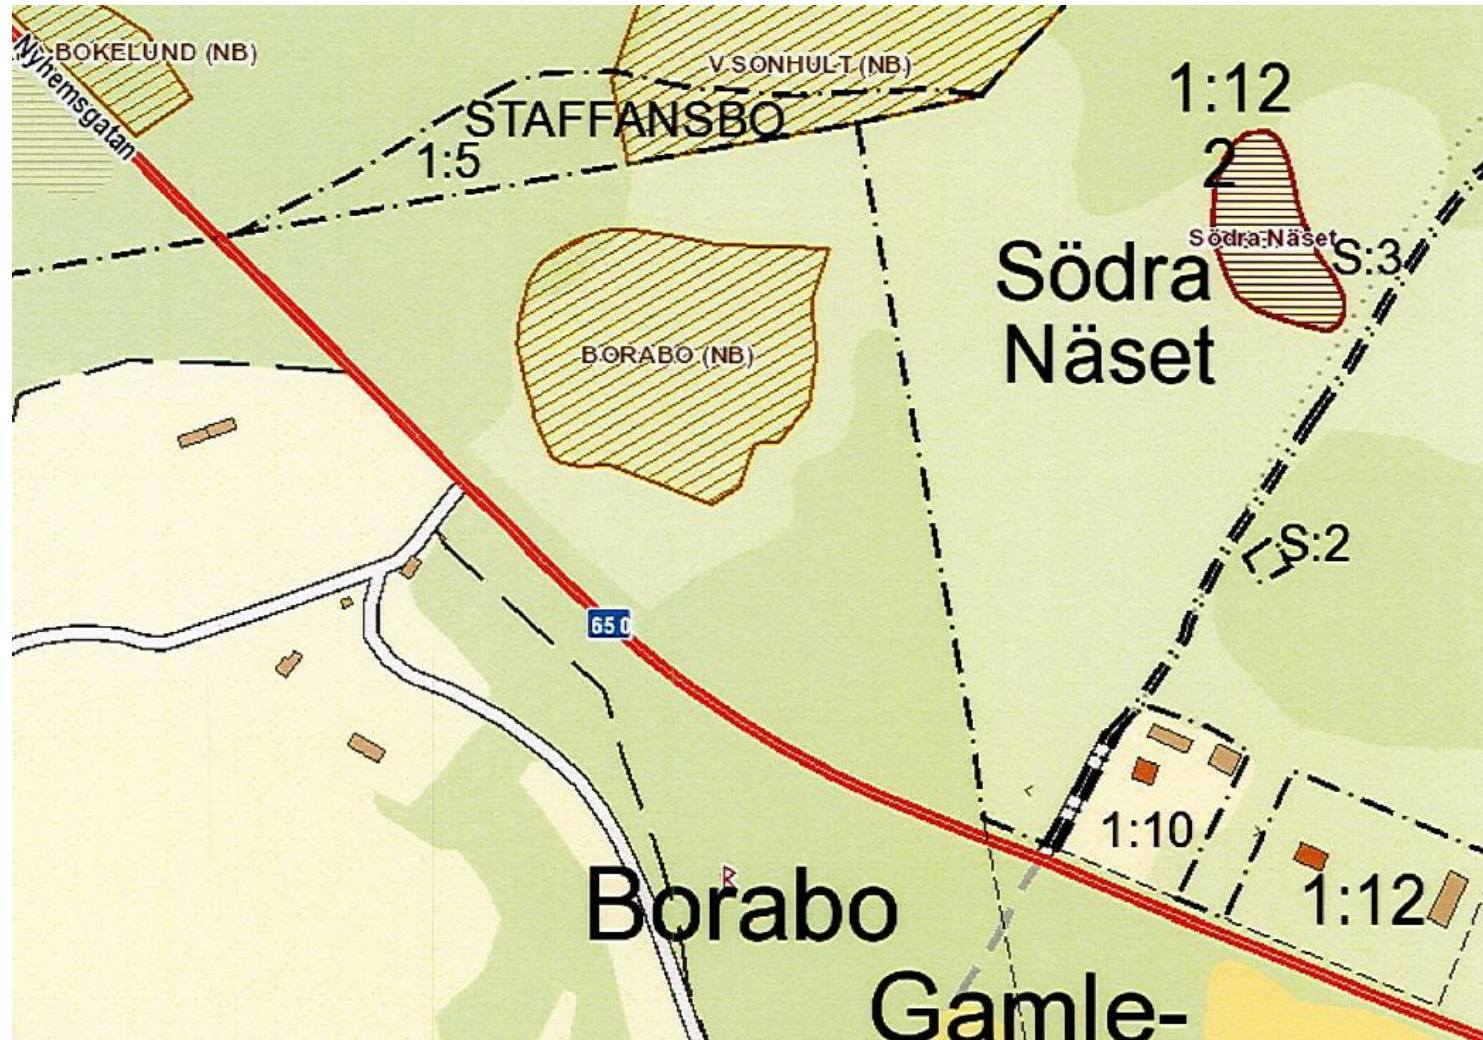 BOKELUND (NB)
Nyhemsgatan
V SONHULT (NB)
STAFFANSBO
1:5
1:12
2
Södra Näset
S:3
Södra
Näset
BORABO (NB)
S:2
650
1:10
1:12
R
Borabo
Gamle-